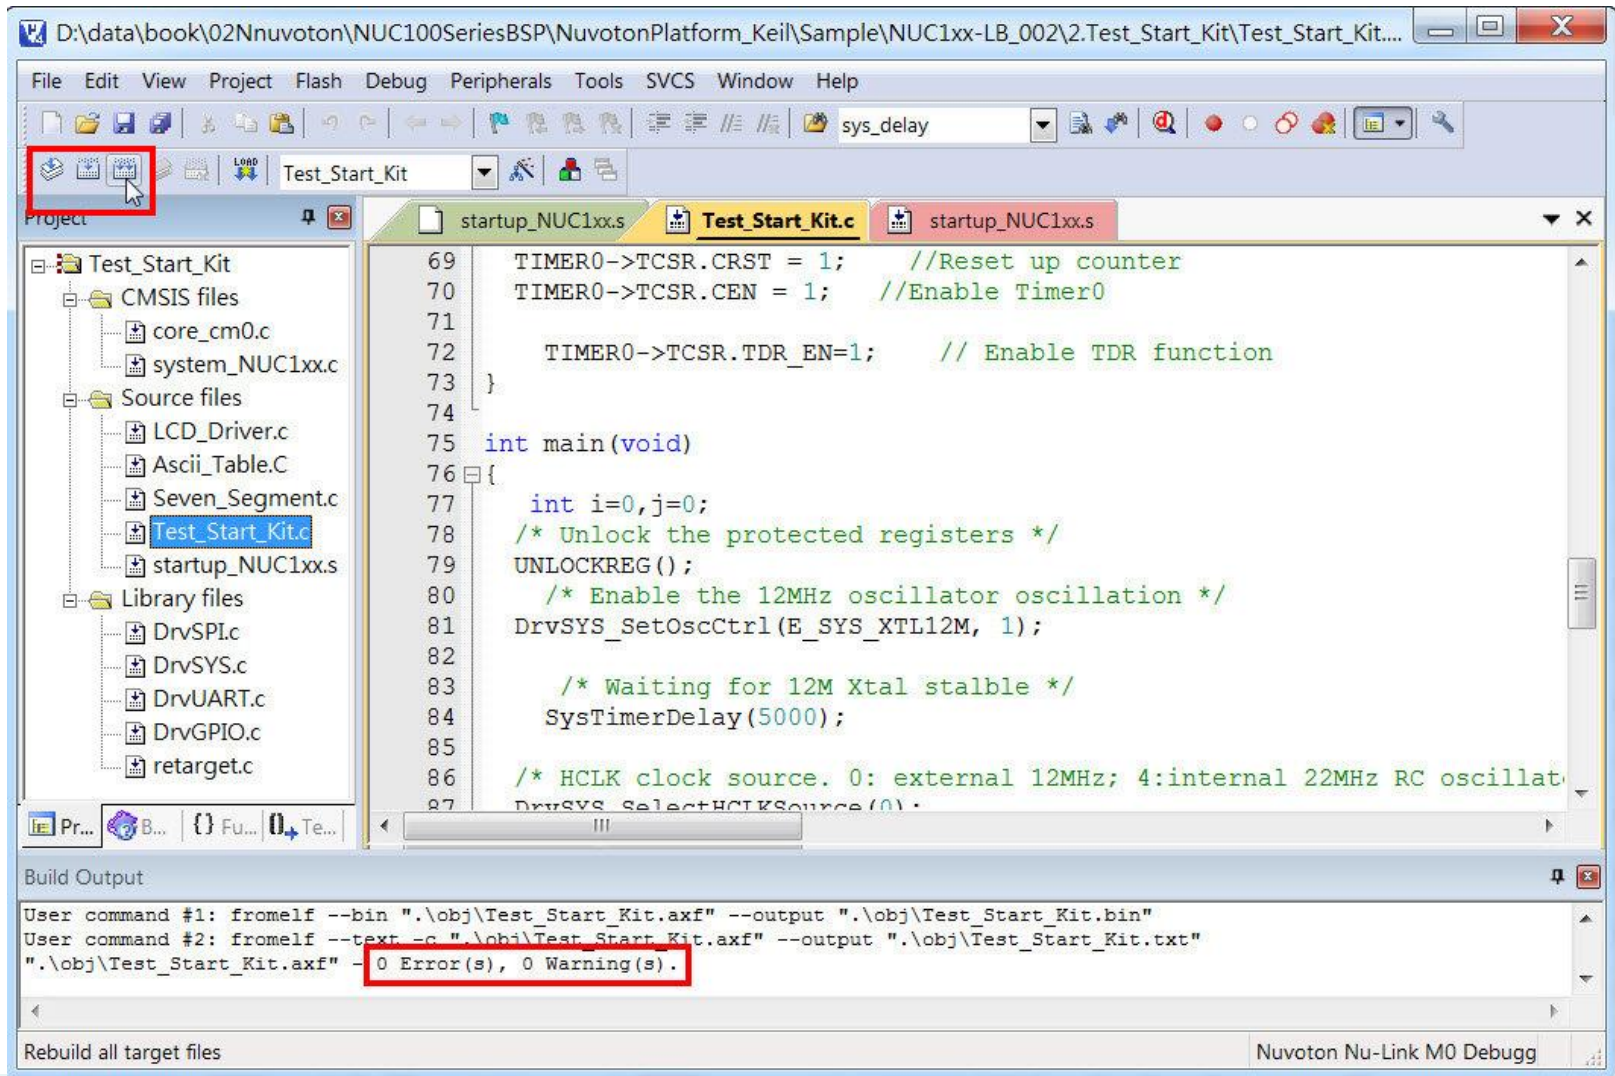 D:\data\book\02Nnuvoton\NUC100SeriesBSP\NuvotonPlatform_Keil\Sample\NUC1xx-LB_002\2.Test_Start_Kit\Test_Start_Kit....
File Edit View Project Flash Debug Peripherals Tools SVCS Window Help
sys_delay
LOAD Test_Start_Kit
Project
startup_NUC1xx.s Test_Start_Kit.c startup_NUC1xx.s
Test_Start_Kit
CMSIS files
core_cm0.c
system_NUC1xx.c
Source files
LCD_Driver.c
Ascii_Table.C
Seven_Segment.c
Test_Start_Kit.c
startup_NUC1xx.s
Library files
DrvSPI.c
DrvSYS.c
DrvUART.c
DrvGPIO.c
retarget.c
Pr... B... {} Fu... Te...
69 TIMER0->TCSR.CRST = 1; //Reset up counter
70 TIMER0->TCSR.CEN = 1; //Enable Timer0
71
72 TIMER0->TCSR.TDR_EN=1; // Enable TDR function
73 }
74
75 int main(void)
76 {
77 int i=0,j=0;
78 /* Unlock the protected registers */
79 UNLOCKREG();
80 /* Enable the 12MHz oscillator oscillation */
81 DrvSYS_SetOscCtrl(E_SYS_XTL12M, 1);
82
83 /* Waiting for 12M Xtal stalble */
84 SysTimerDelay(5000);
85
86 /* HCLK clock source. 0: external 12MHz; 4:internal 22MHz RC oscillat
87 DrvSYS_SelectHCLKSource(0);
Build Output
User command #1: fromelf --bin ".\obj\Test_Start_Kit.axf" --output ".\obj\Test_Start_Kit.bin"
User command #2: fromelf --text -c ".\obj\Test_Start_Kit.axf" --output ".\obj\Test_Start_Kit.txt"
".\obj\Test_Start_Kit.axf" - 0 Error(s), 0 Warning(s).
Rebuild all target files Nuvoton Nu-Link M0 Debugg